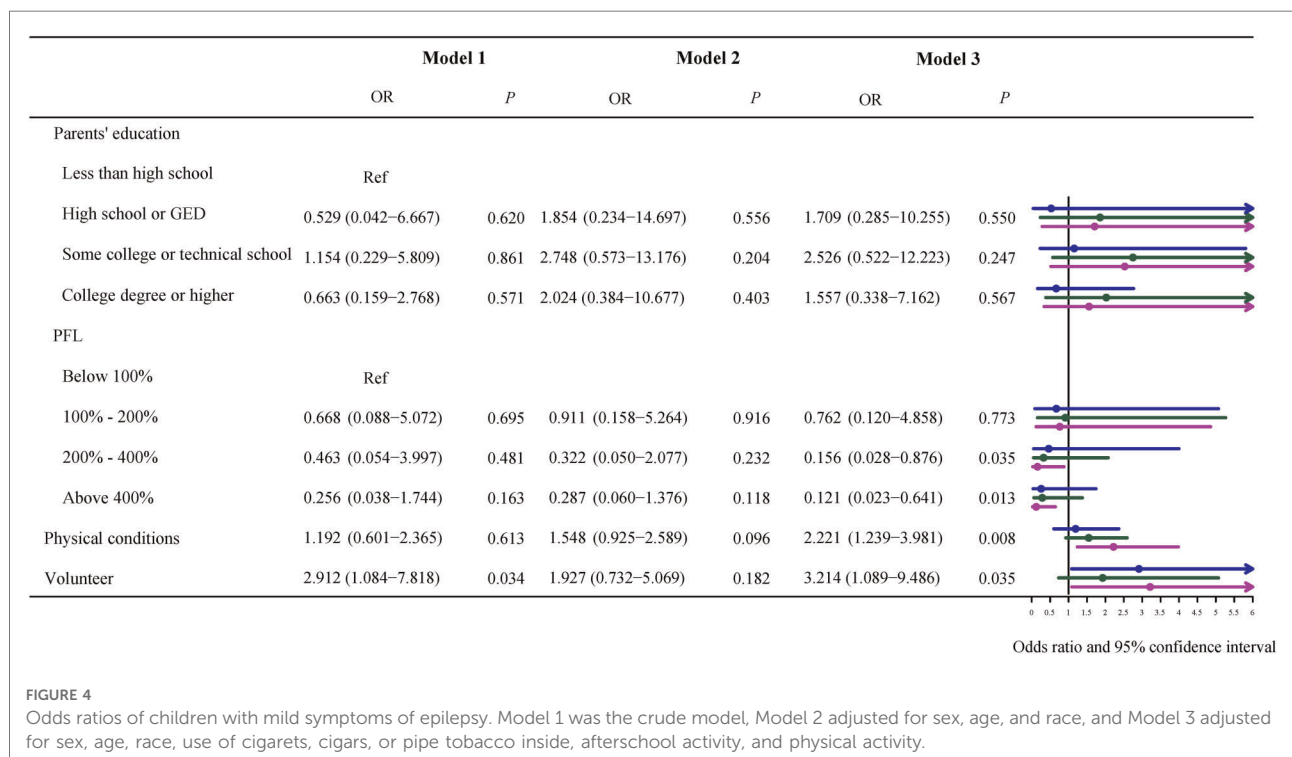 Model 1 Model 2 Model 3
OR P OR P OR P
Parents' education
Less than high school Ref
High school or GED 0.529 (0.042−6.667) 0.620 1.854 (0.234−14.697) 0.556 1.709 (0.285−10.255) 0.550
Some college or technical school 1.154 (0.229−5.809) 0.861 2.748 (0.573−13.176) 0.204 2.526 (0.522−12.223) 0.247
College degree or higher 0.663 (0.159−2.768) 0.571 2.024 (0.384−10.677) 0.403 1.557 (0.338−7.162) 0.567
PFL
Below 100% Ref
100% - 200% 0.668 (0.088−5.072) 0.695 0.911 (0.158−5.264) 0.916 0.762 (0.120−4.858) 0.773
200% - 400% 0.463 (0.054−3.997) 0.481 0.322 (0.050−2.077) 0.232 0.156 (0.028−0.876) 0.035
Above 400% 0.256 (0.038−1.744) 0.163 0.287 (0.060−1.376) 0.118 0.121 (0.023−0.641) 0.013
Physical conditions 1.192 (0.601−2.365) 0.613 1.548 (0.925−2.589) 0.096 2.221 (1.239−3.981) 0.008
Volunteer 2.912 (1.084−7.818) 0.034 1.927 (0.732−5.069) 0.182 3.214 (1.089−9.486) 0.035
0 0.5 1 1.5 2 2.5 3 3.5 4 4.5 5 5.5 6
Odds ratio and 95% confidence interval
FIGURE 4
Odds ratios of children with mild symptoms of epilepsy. Model 1 was the crude model, Model 2 adjusted for sex, age, and race, and Model 3 adjusted
for sex, age, race, use of cigarets, cigars, or pipe tobacco inside, afterschool activity, and physical activity.